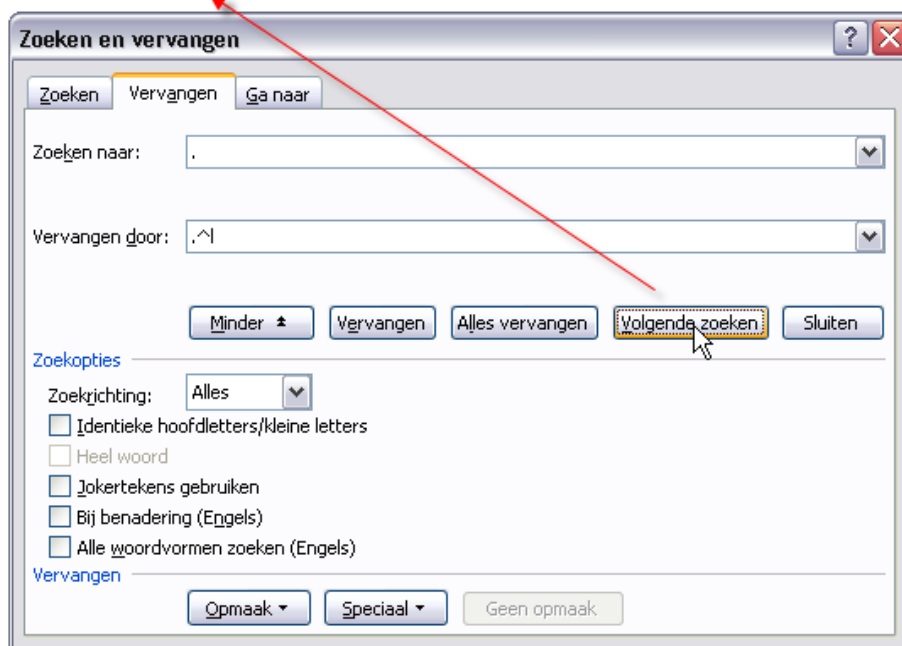 Zoeken en vervangen
Zoeken Vervangen Ga naar
Zoeken naar: .
Vervangen door: .^l
Minder Vervangen Alles vervangen Volgende zoeken Sluiten
Zoekopties
Zoekrichting: Alles
Identieke hoofdletters/kleine letters
Heel woord
Jokertekens gebruiken
Bij benadering (Engels)
Alle woordvormen zoeken (Engels)
Vervangen
Opmaak Speciaal Geen opmaak